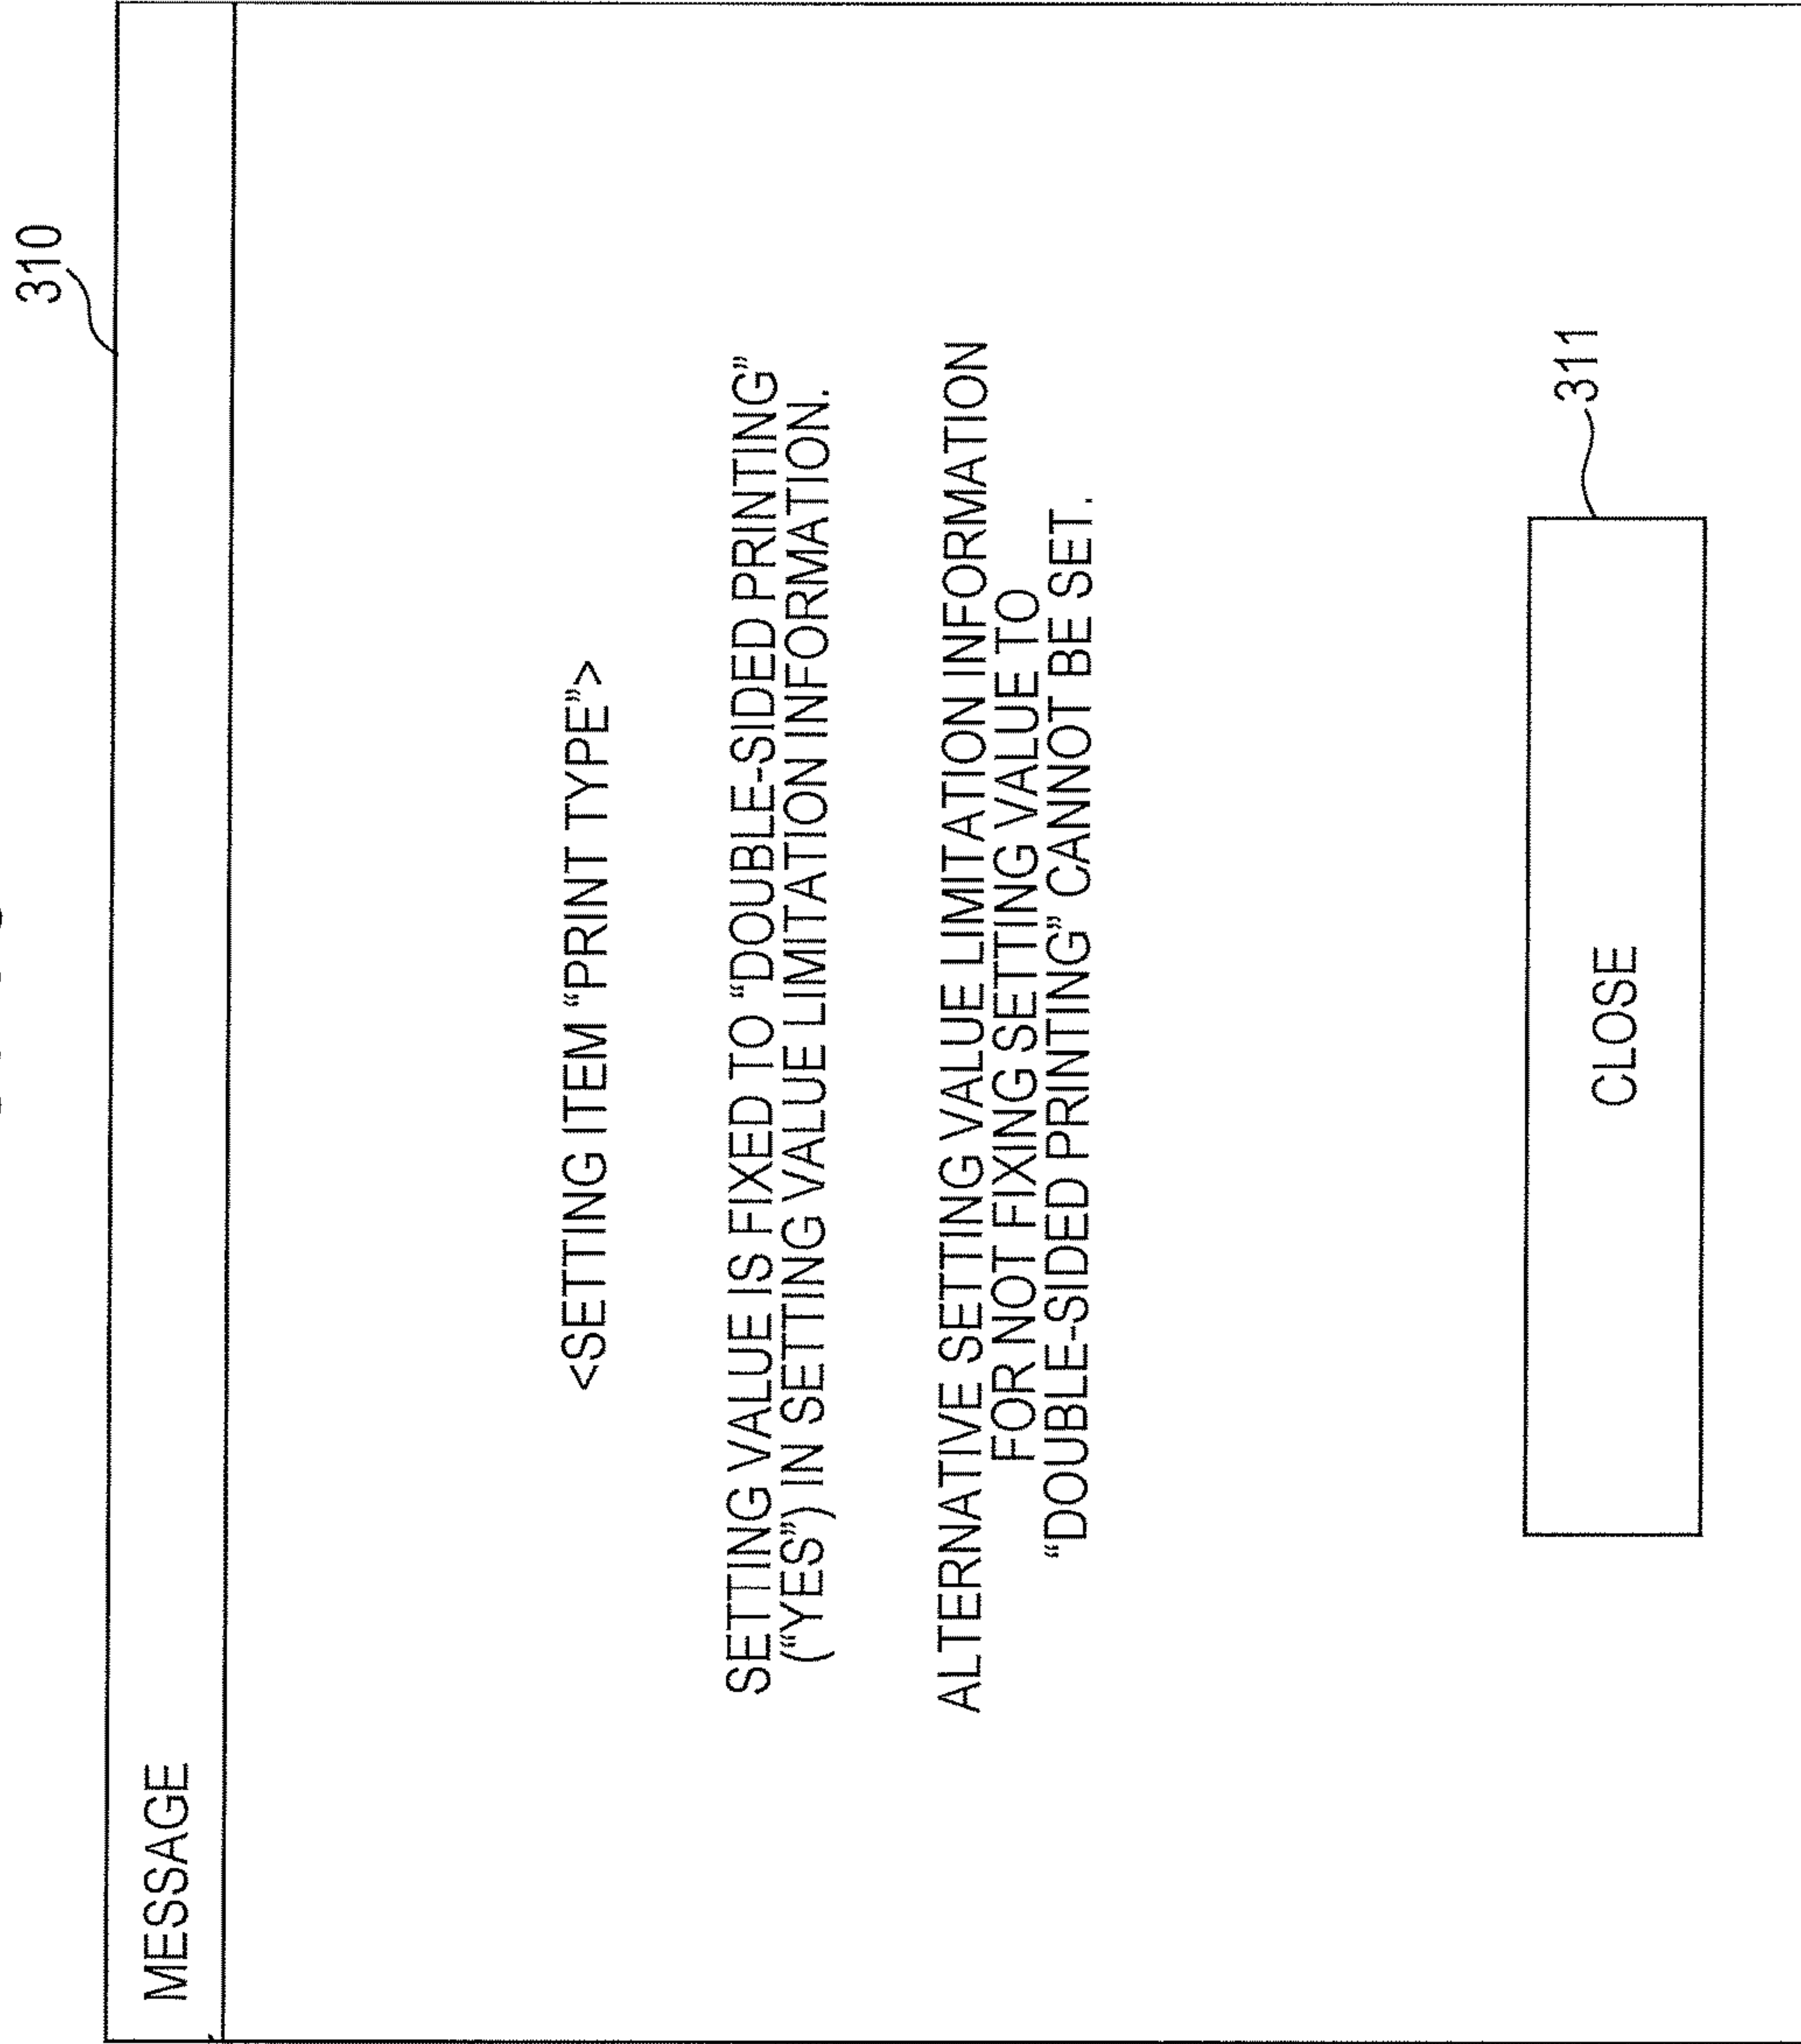 310
MESSAGE
<SETTING ITEM “PRINT TYPE”>
SETTING VALUE IS FIXED TO “DOUBLE-SIDED PRINTING”
(“YES”) IN SETTING VALUE LIMITATION INFORMATION.
ALTERNATIVE SETTING VALUE LIMITATION INFORMATION
FOR NOT FIXING SETTING VALUE TO
“DOUBLE-SIDED PRINTING” CANNOT BE SET.
311
CLOSE